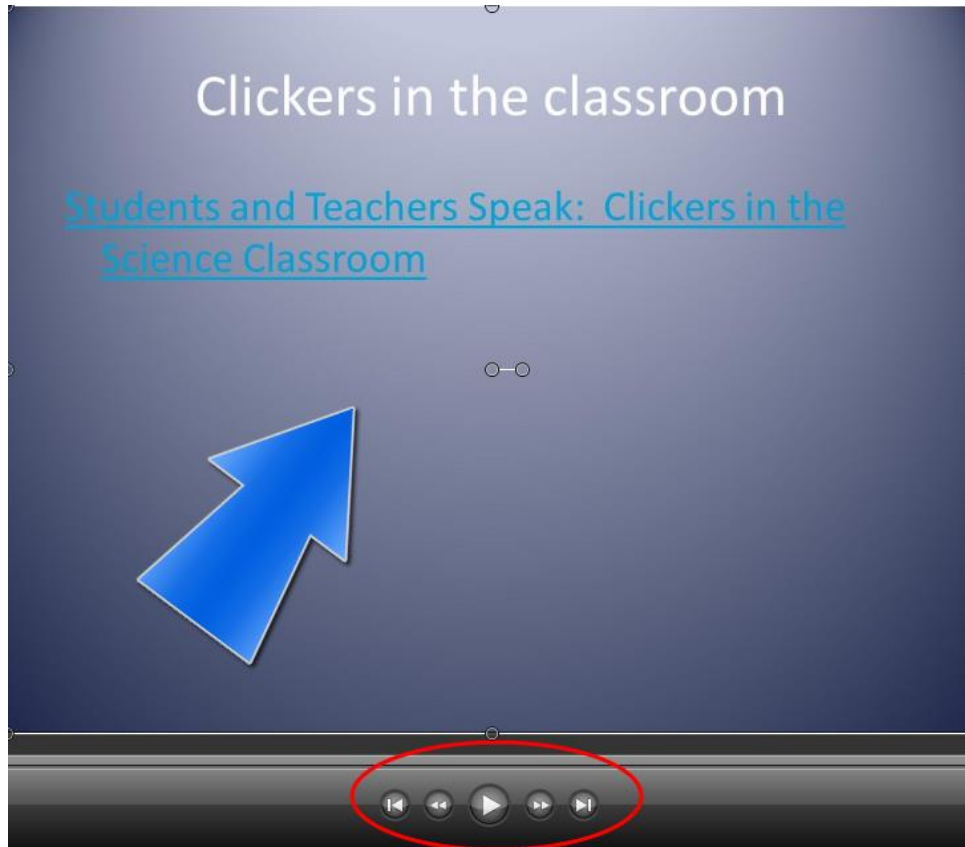 Clickers in the classroom
Students and Teachers Speak:  Clickers in the
Science Classroom